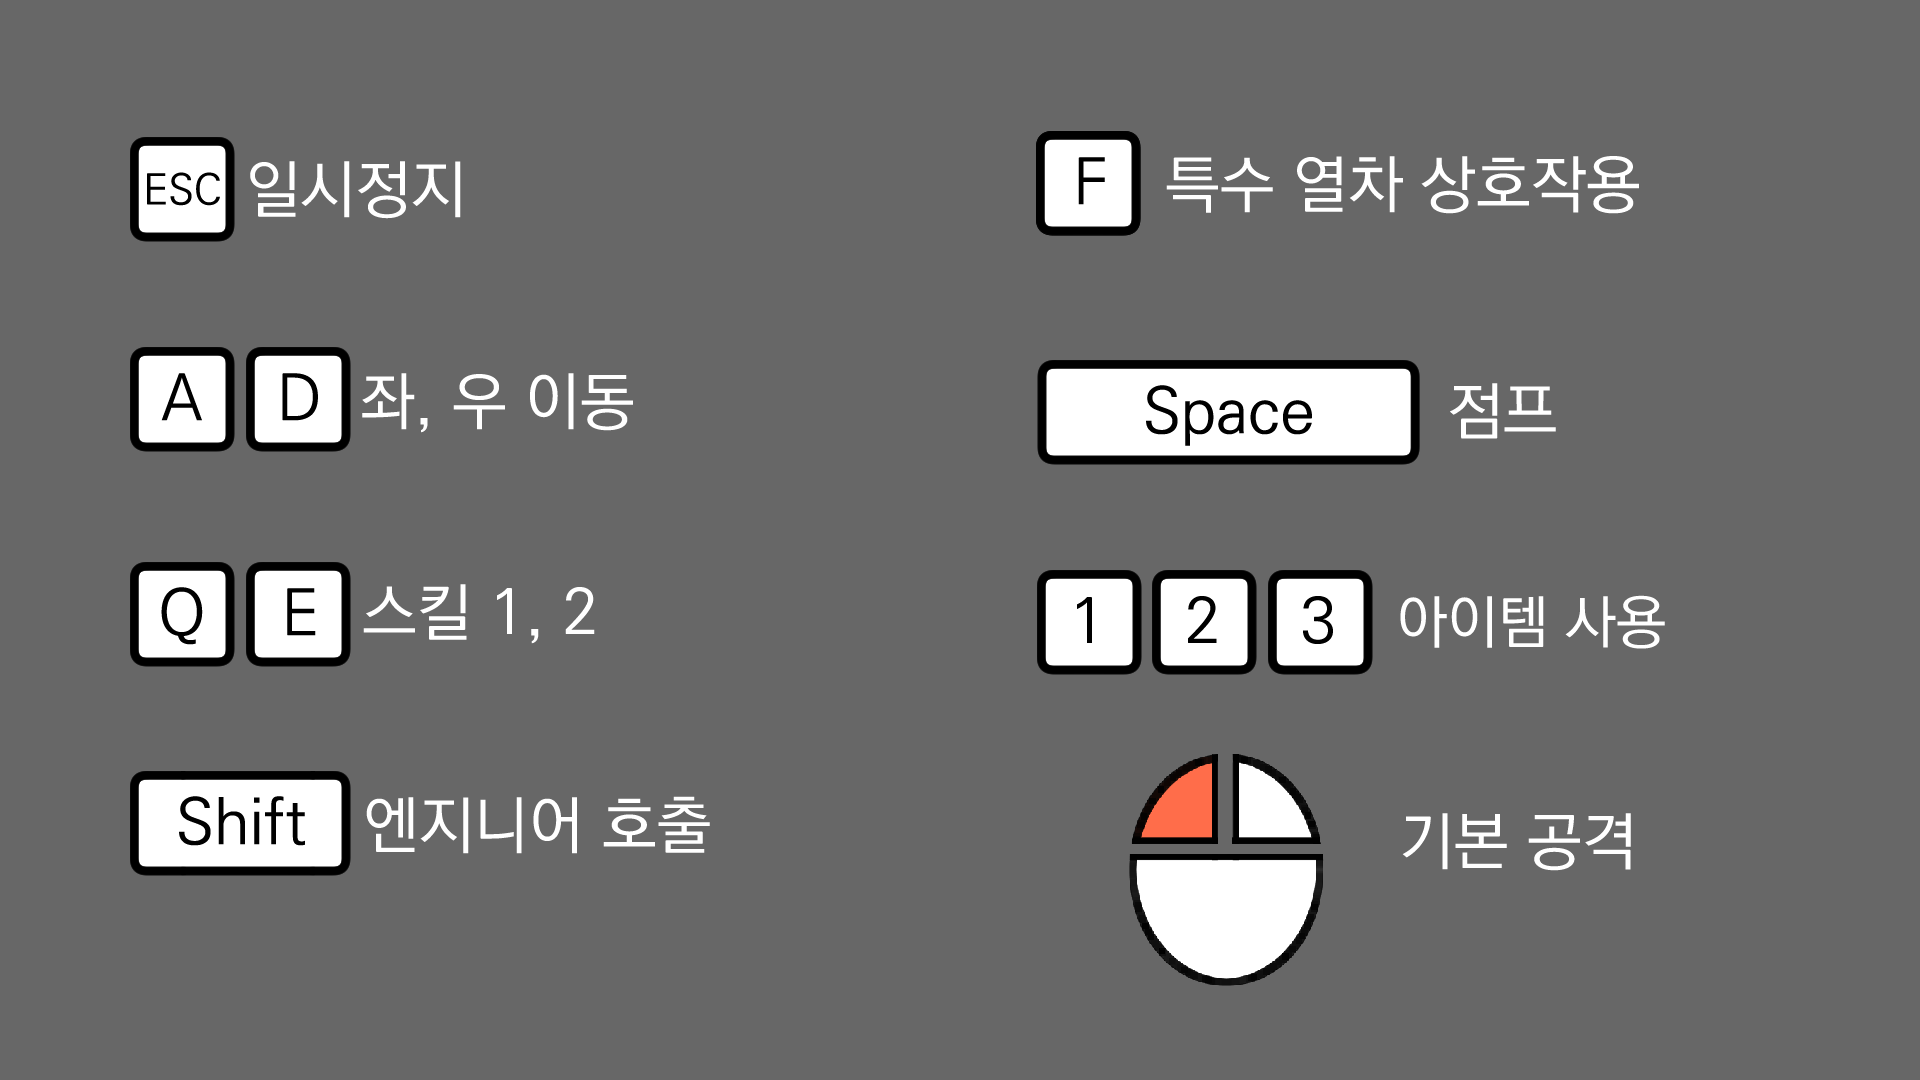 ESC 일시정지
A D 좌, 우 이동
Q E 스킬 1, 2
Shift 엔지니어 호출
F 특수 열차 상호작용
Space 점프
1 2 3 아이템 사용
기본 공격